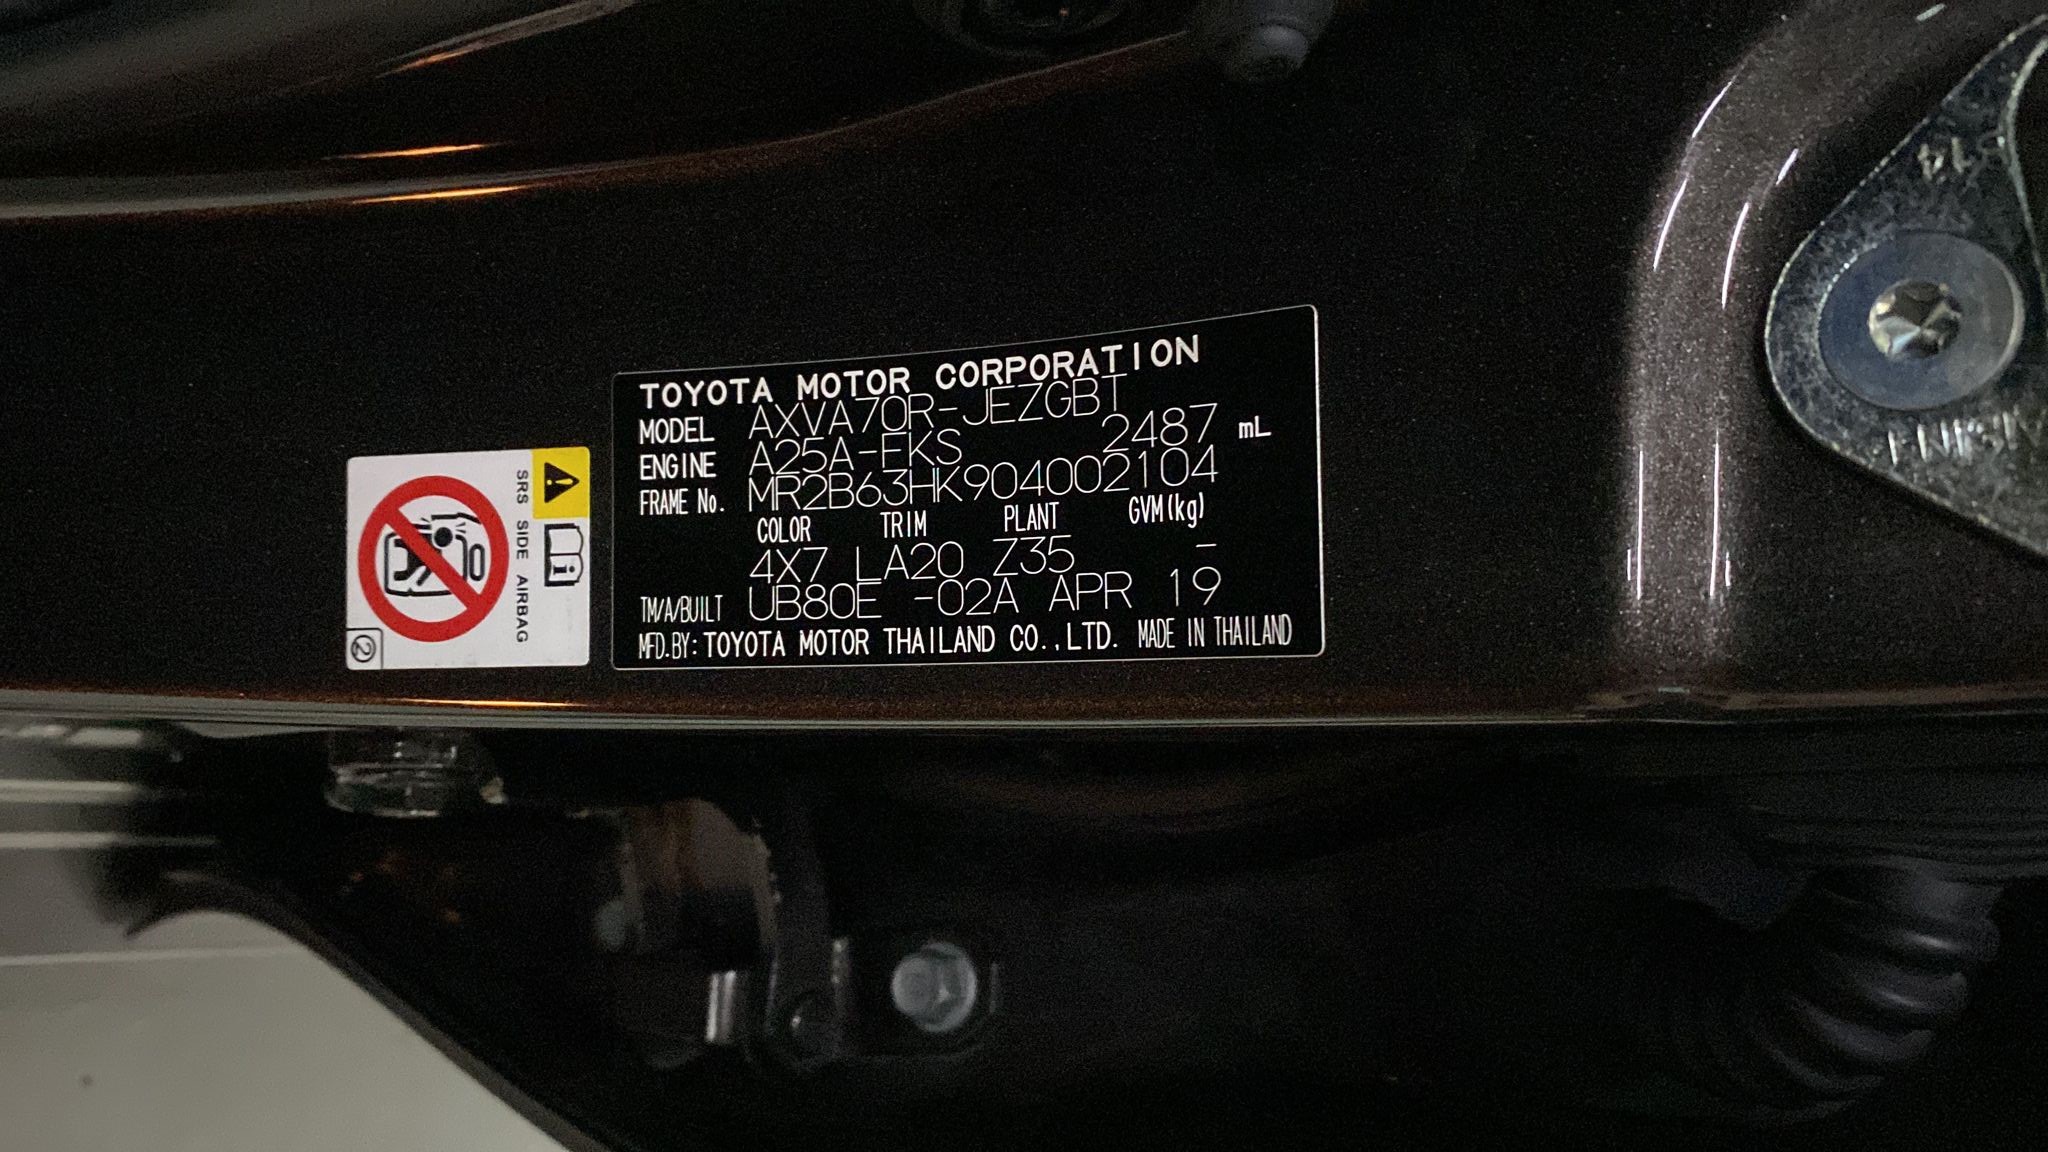 TOYOTA MOTOR CORPORATION
MODEL AXVA70R-JEZGBT
ENGINE A25A-FKS 2487 mL
FRAME No. MR2B63HK904002104
COLOR TRIM PLANT GVM(kg)
4X7 LA20 Z35 -
TM/A/BUILT UB80E -02A APR 19
MFD.BY: TOYOTA MOTOR THAILAND CO.,LTD. MADE IN THAILAND
SRS SIDE AIRBAG
2